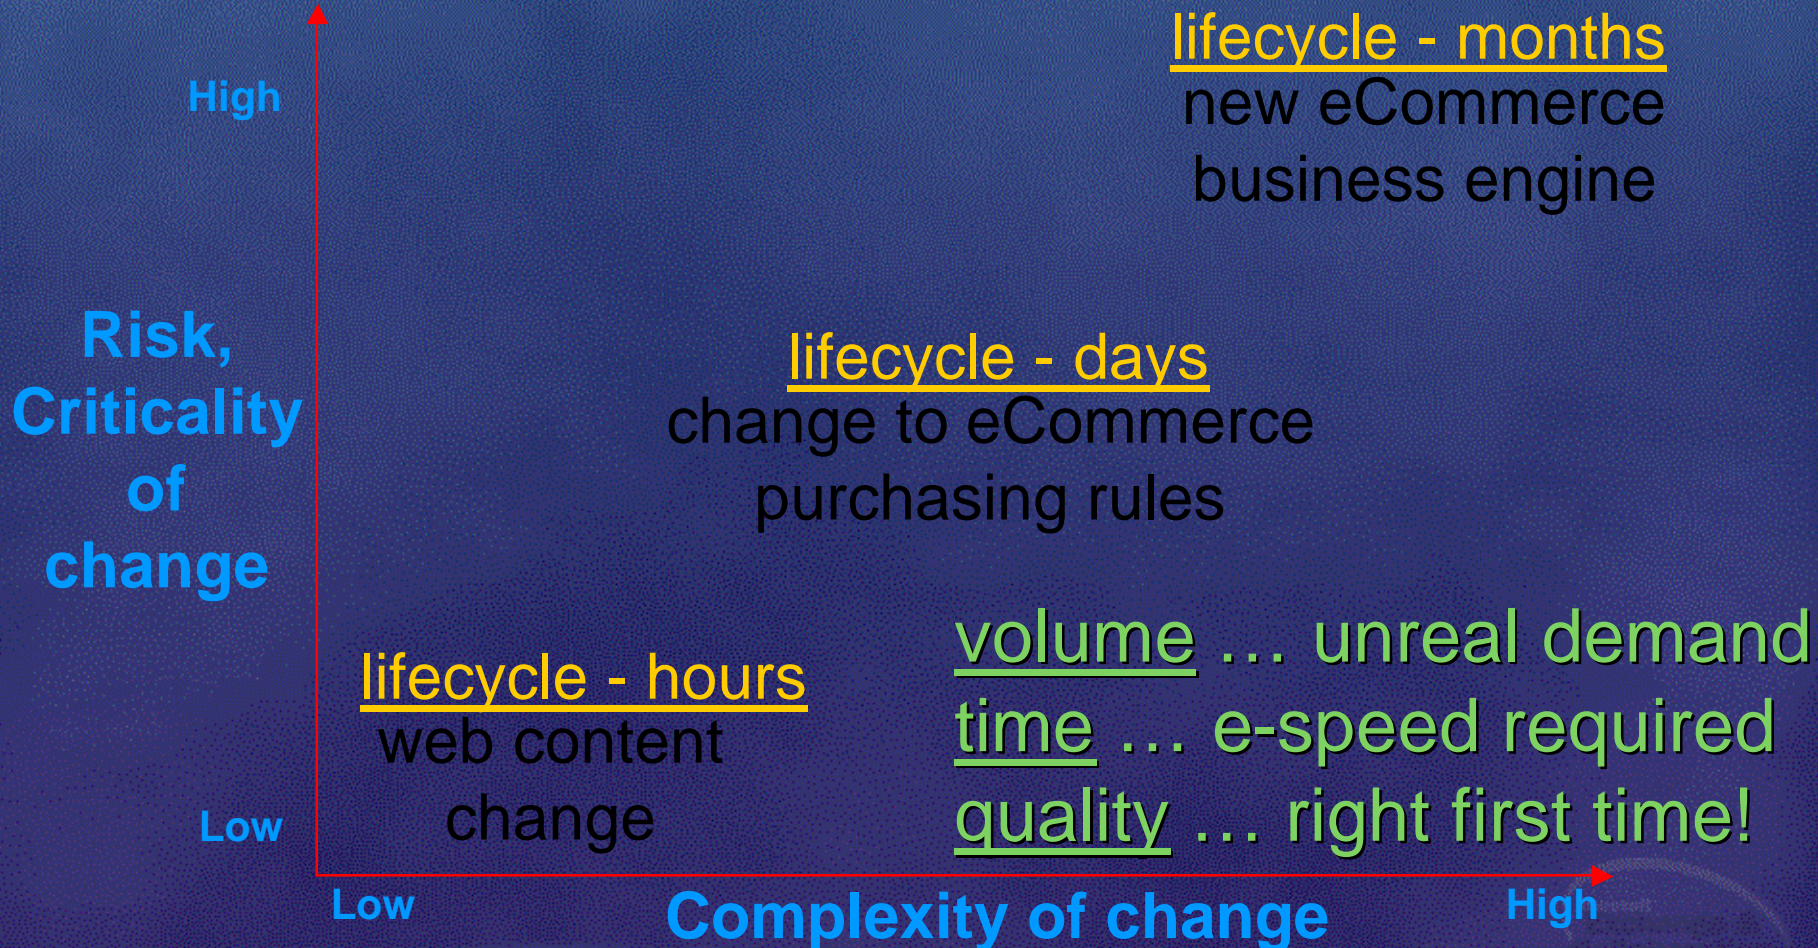 lifecycle - months
new eCommerce
business engine
High
Risk,
Criticality
of
change
lifecycle - days
change to eCommerce
purchasing rules
lifecycle - hours
web content
change
volume … unreal demand
time … e-speed required
quality … right first time!
Low
Low
Complexity of change
High